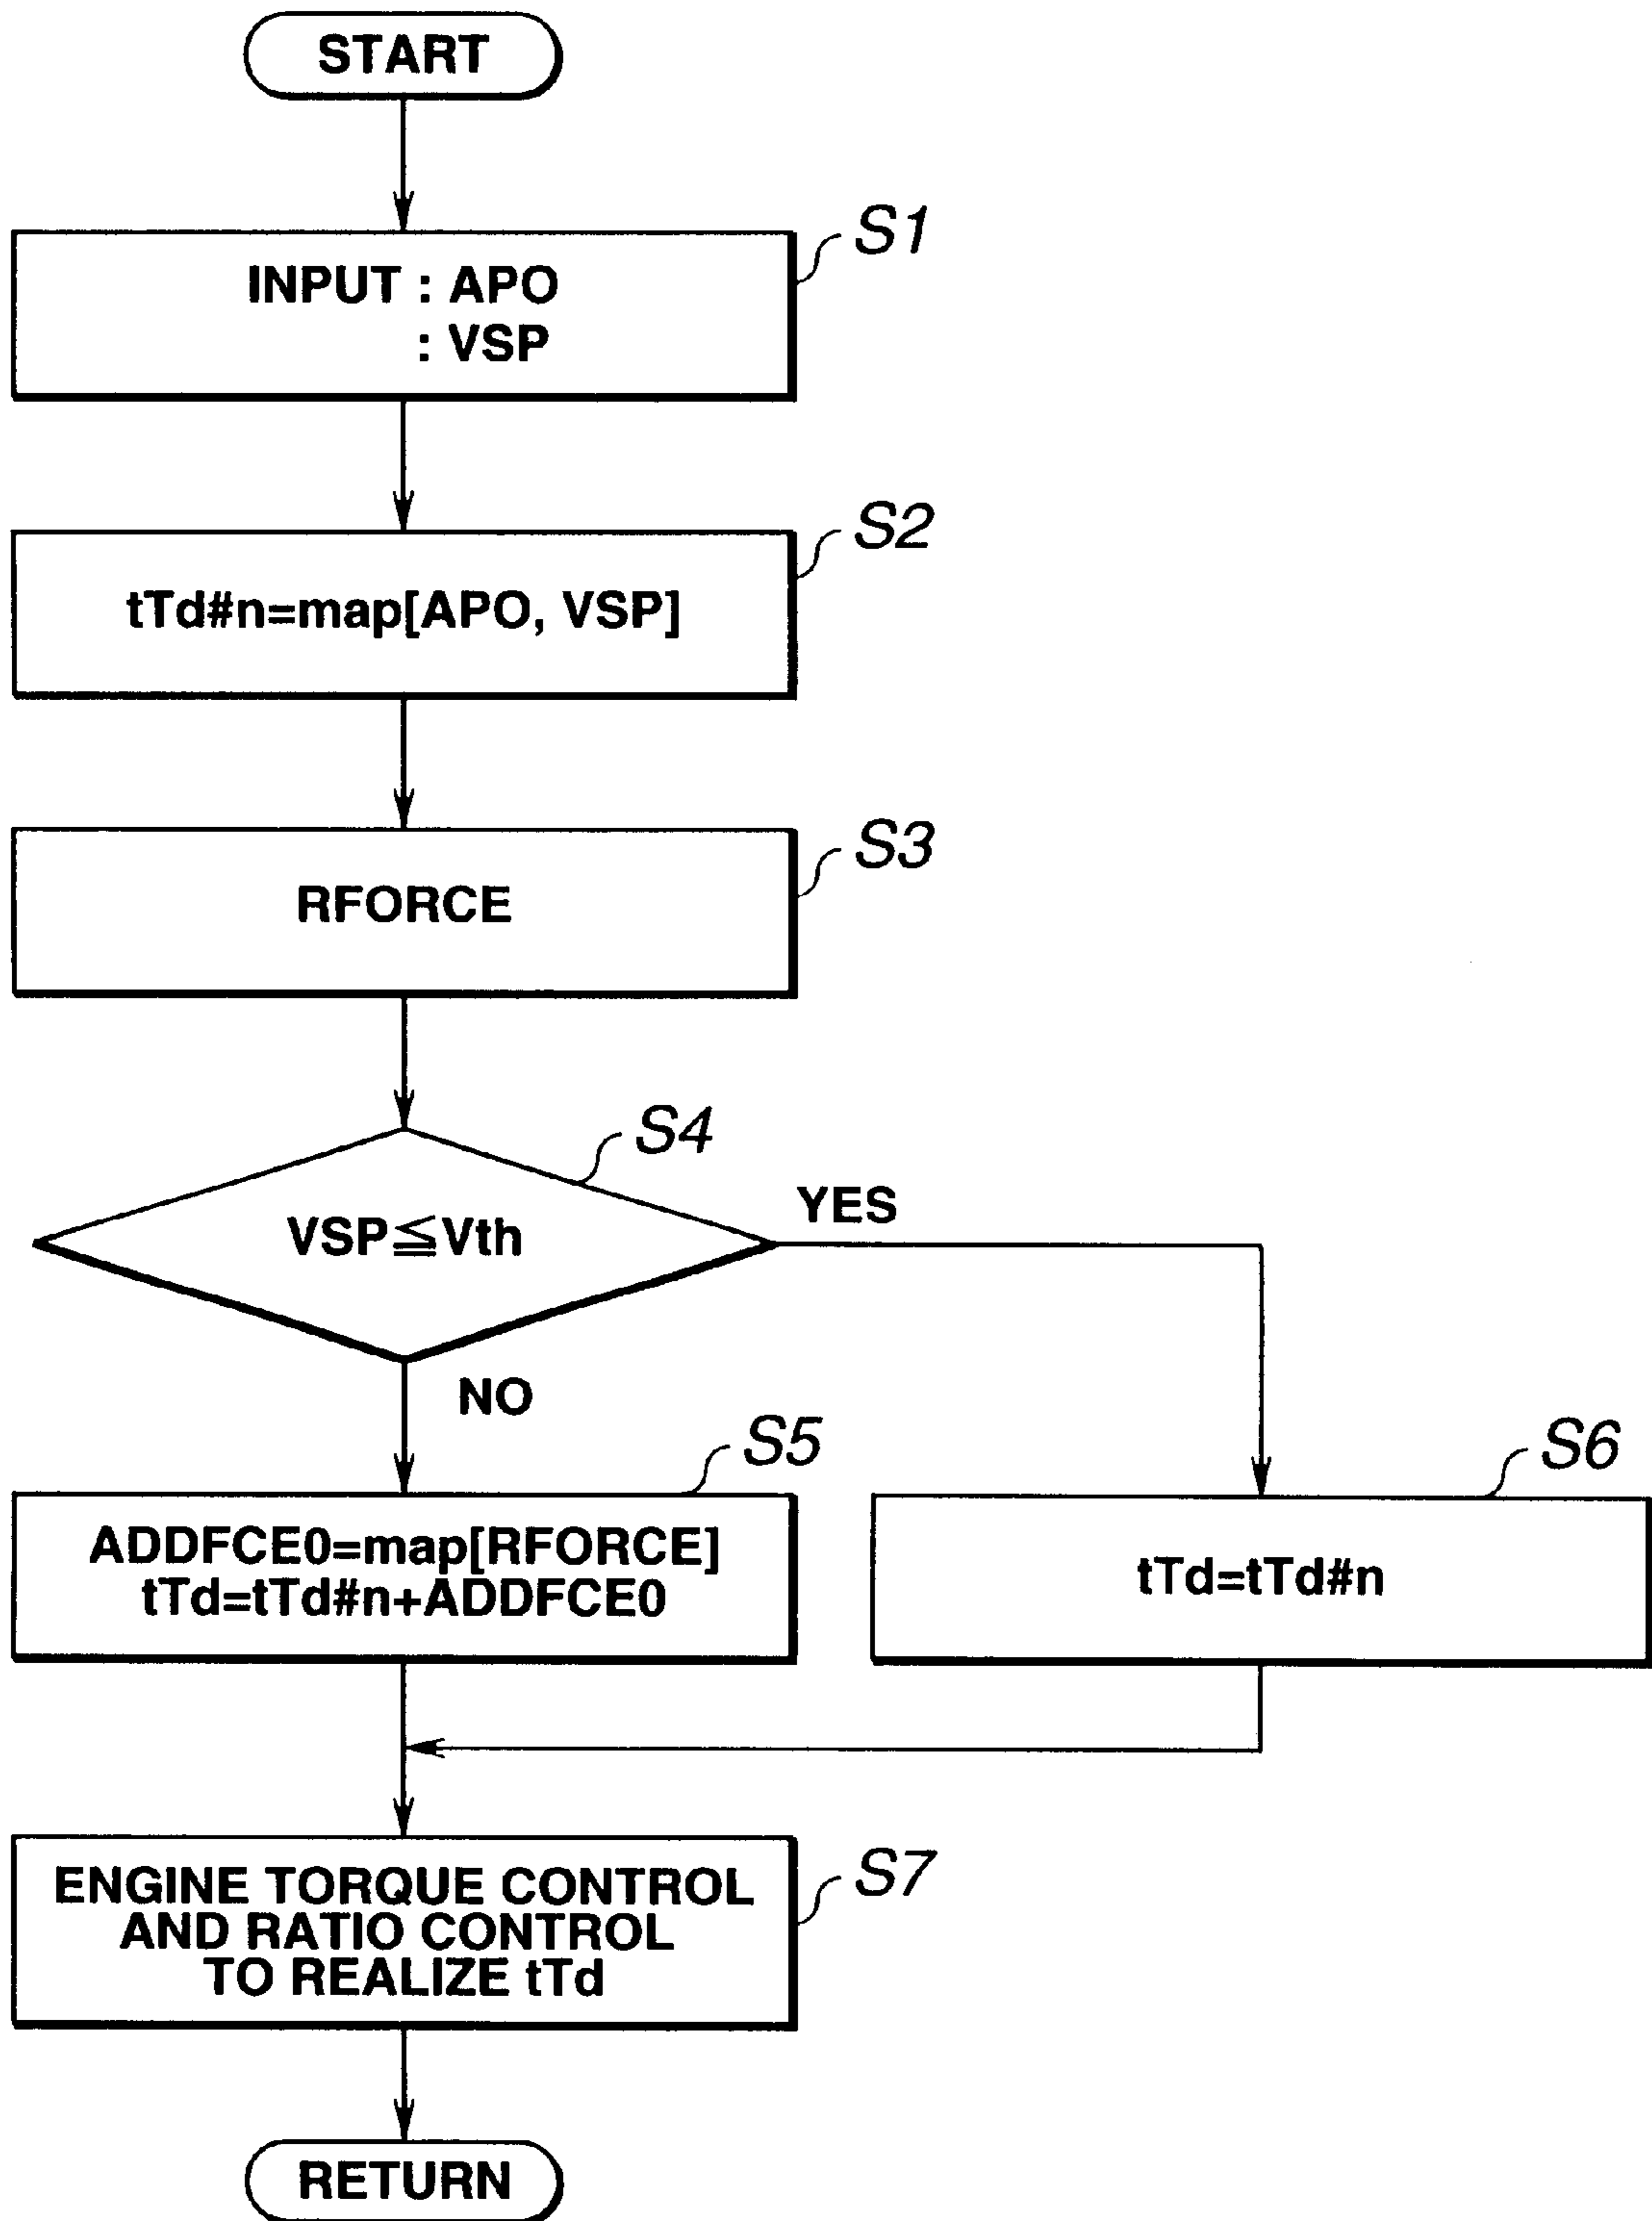 START
S1
INPUT : APO
: VSP
S2
tTd#n=map[APO, VSP]
S3
RFORCE
S4
VSP≦Vth
YES
NO
S5
ADDFCE0=map[RFORCE]
tTd=tTd#n+ADDFCE0
S6
tTd=tTd#n
S7
ENGINE TORQUE CONTROL
AND RATIO CONTROL
TO REALIZE tTd
RETURN